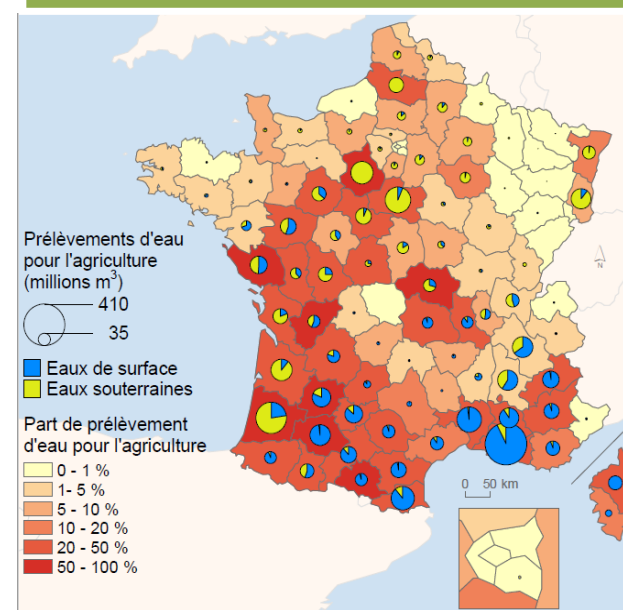 Prélèvements d'eau
pour l'agriculture
(millions m³)
410
35
Eaux de surface
Eaux souterraines
Part de prélèvement
d'eau pour l'agriculture
0 - 1 %
1- 5 %
5 - 10 %
10 - 20 %
20 - 50 %
50 - 100 %
0 50 km
N